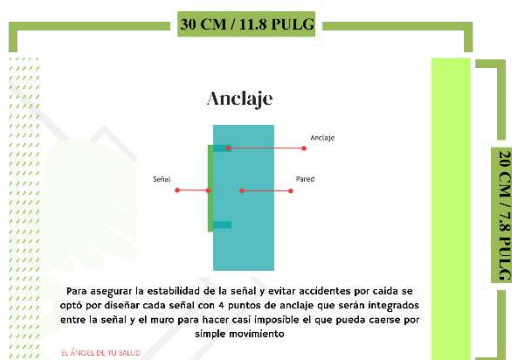 30 CM / 11.8 PULG
Anclaje
Anclaje
Señal
Pared
20 CM / 7.8 PULG
Para asegurar la estabilidad de la señal y evitar accidentes por caída se
optó por diseñar cada señal con 4 puntos de anclaje que serán integrados
entre la señal y el muro para hacer casi imposible el que pueda caerse por
simple movimiento
EL ÁNGEL DE TU SALUD